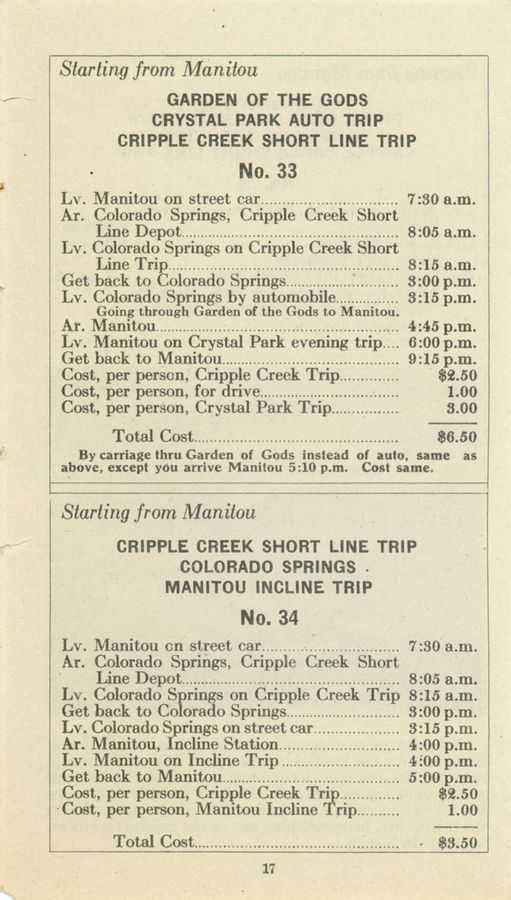 Starting from Manitou
GARDEN OF THE GODS
CRYSTAL PARK AUTO TRIP
CRIPPLE CREEK SHORT LINE TRIP
No. 33
Lv. Manitou on street car................................ 7:30 a.m.
Ar. Colorado Springs, Cripple Creek Short
Line Depot.................................................. 8:05 a.m.
Lv. Colorado Springs on Cripple Creek Short
Line Trip..................................................... 8:15 a.m.
Get back to Colorado Springs.......................... 3:00 p.m.
Lv. Colorado Springs by automobile............... 3:15 p.m.
Going through Garden of the Gods to Manitou.
Ar. Manitou........................................................ 4:45 p.m.
Lv. Manitou on Crystal Park evening trip.... 6:00 p.m.
Get back to Manitou......................................... 9:15 p.m.
Cost, per person, Cripple Creek Trip.............. $2.50
Cost, per person, for drive................................ 1.00
Cost, per person, Crystal Park Trip................ 3.00
Total Cost................................................ $6.50
By carriage thru Garden of Gods instead of auto, same as
above, except you arrive Manitou 5:10 p.m. Cost same.
Starting from Manitou
CRIPPLE CREEK SHORT LINE TRIP
COLORADO SPRINGS
MANITOU INCLINE TRIP
No. 34
Lv. Manitou on street car................................ 7:30 a.m.
Ar. Colorado Springs, Cripple Creek Short
Line Depot.................................................. 8:05 a.m.
Lv. Colorado Springs on Cripple Creek Trip 8:15 a.m.
Get back to Colorado Springs.......................... 3:00 p.m.
Lv. Colorado Springs on street car.................... 3:15 p.m.
Ar. Manitou, Incline Station............................ 4:00 p.m.
Lv. Manitou on Incline Trip ........................... 4:00 p.m.
Get back to Manitou......................................... 5:00 p.m.
Cost, per person, Cripple Creek Trip.............. $2.50
Cost, per person, Manitou Incline Trip.......... 1.00
Total Cost................................................ $3.50
17